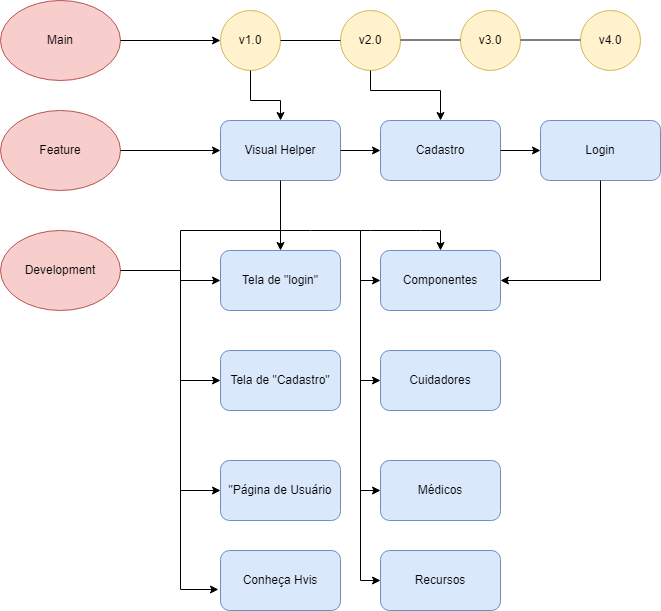 Main
v1.0
v2.0
v3.0
v4.0
Feature
Visual Helper
Cadastro
Login
Development
Tela de "login"
Componentes
Tela de "Cadastro"
Cuidadores
"Página de Usuário
Médicos
Conheça Hvis
Recursos